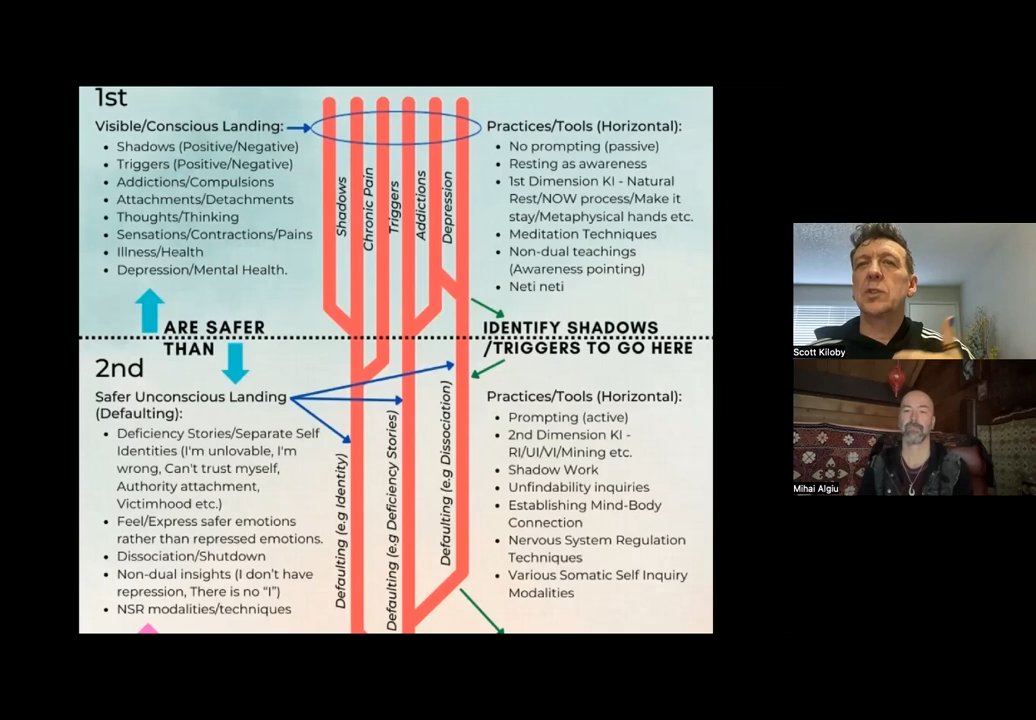 1st
Visible/Conscious Landing:
• Shadows (Positive/Negative)
• Triggers (Positive/Negative)
• Addictions/Compulsions
• Attachments/Detachments
• Thoughts/Thinking
• Sensations/Contractions/Pains
• Illness/Health
• Depression/Mental Health.
Shadows
Chronic Pain
Triggers
Addictions
Depression
Practices/Tools (Horizontal):
• No prompting (passive)
• Resting as awareness
• 1st Dimension KI - Natural
Rest/NOW process/Make it
stay/Metaphysical hands etc.
• Meditation Techniques
• Non-dual teachings
(Awareness pointing)
• Neti neti
ARE SAFER
THAN
IDENTIFY SHADOWS
/TRIGGERS TO GO HERE
2nd
Safer Unconscious Landing
(Defaulting):
• Deficiency Stories/Separate Self
Identities (I'm unlovable, I'm
wrong, Can't trust myself,
Authority attachment,
Victimhood etc.)
• Feel/Express safer emotions
rather than repressed emotions.
• Dissociation/Shutdown
• Non-dual insights (I don't have
repression, There is no "I")
• NSR modalities/techniques
Defaulting (e.g Identity)
Defaulting (e.g Deficiency Stories)
Defaulting (e.g Dissociation)
Practices/Tools (Horizontal):
• Prompting (active)
• 2nd Dimension KI -
RI/UI/VI/Mining etc.
• Shadow Work
• Unfindability inquiries
• Establishing Mind-Body
Connection
• Nervous System Regulation
Techniques
• Various Somatic Self Inquiry
Modalities
Scott Kiloby
Mihai Algiu